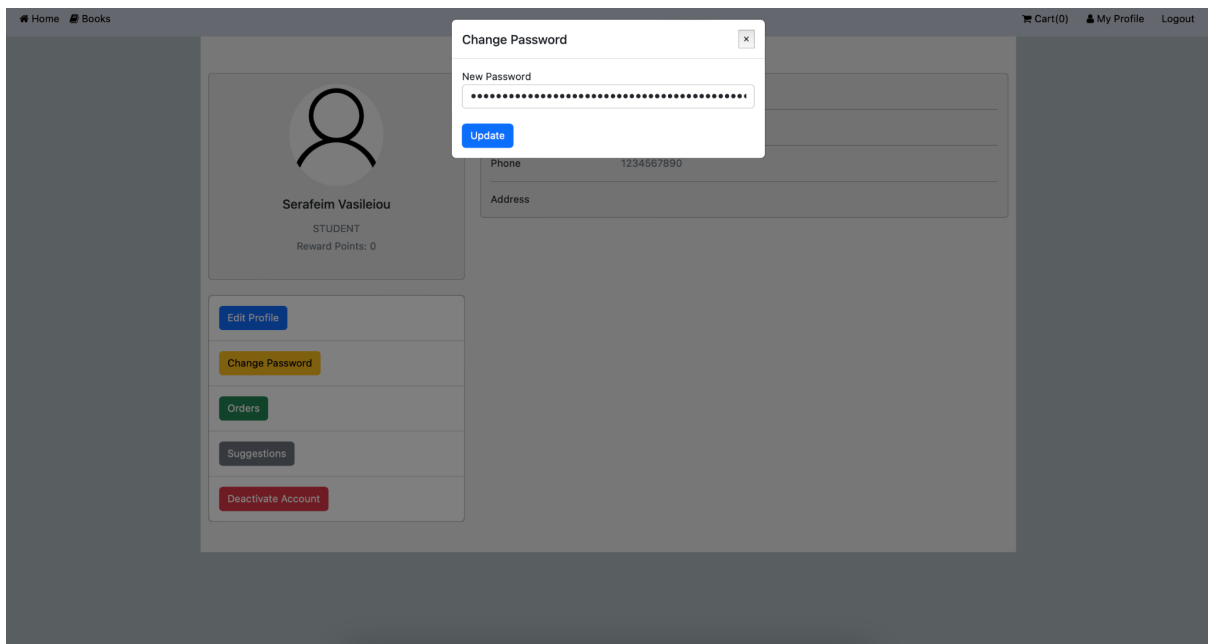 Home Books Cart(0) My Profile Logout
Change Password ×
New Password
Update
Phone 1234567890
Address
Serafeim Vasileiou
STUDENT
Reward Points: 0
Edit Profile
Change Password
Orders
Suggestions
Deactivate Account